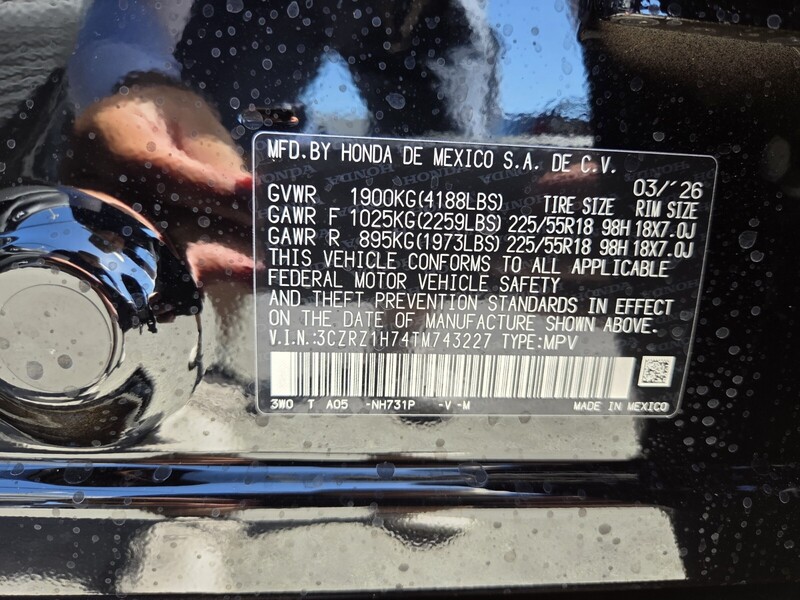 MFD.BY HONDA DE MEXICO S.A. DE C.V.
03/'26
GVWR 1900KG(4188LBS) TIRE SIZE RIM SIZE
GAWR F 1025KG(2259LBS) 225/55R18 98H 18X7.0J
GAWR R 895KG(1973LBS) 225/55R18 98H 18X7.0J
THIS VEHICLE CONFORMS TO ALL APPLICABLE
FEDERAL MOTOR VEHICLE SAFETY
AND THEFT PREVENTION STANDARDS IN EFFECT
ON THE DATE OF MANUFACTURE SHOWN ABOVE.
V.I.N.:3CZRZ1H74TM743227 TYPE:MPV
3W0 T A05 -NH731P -V -M MADE IN MEXICO